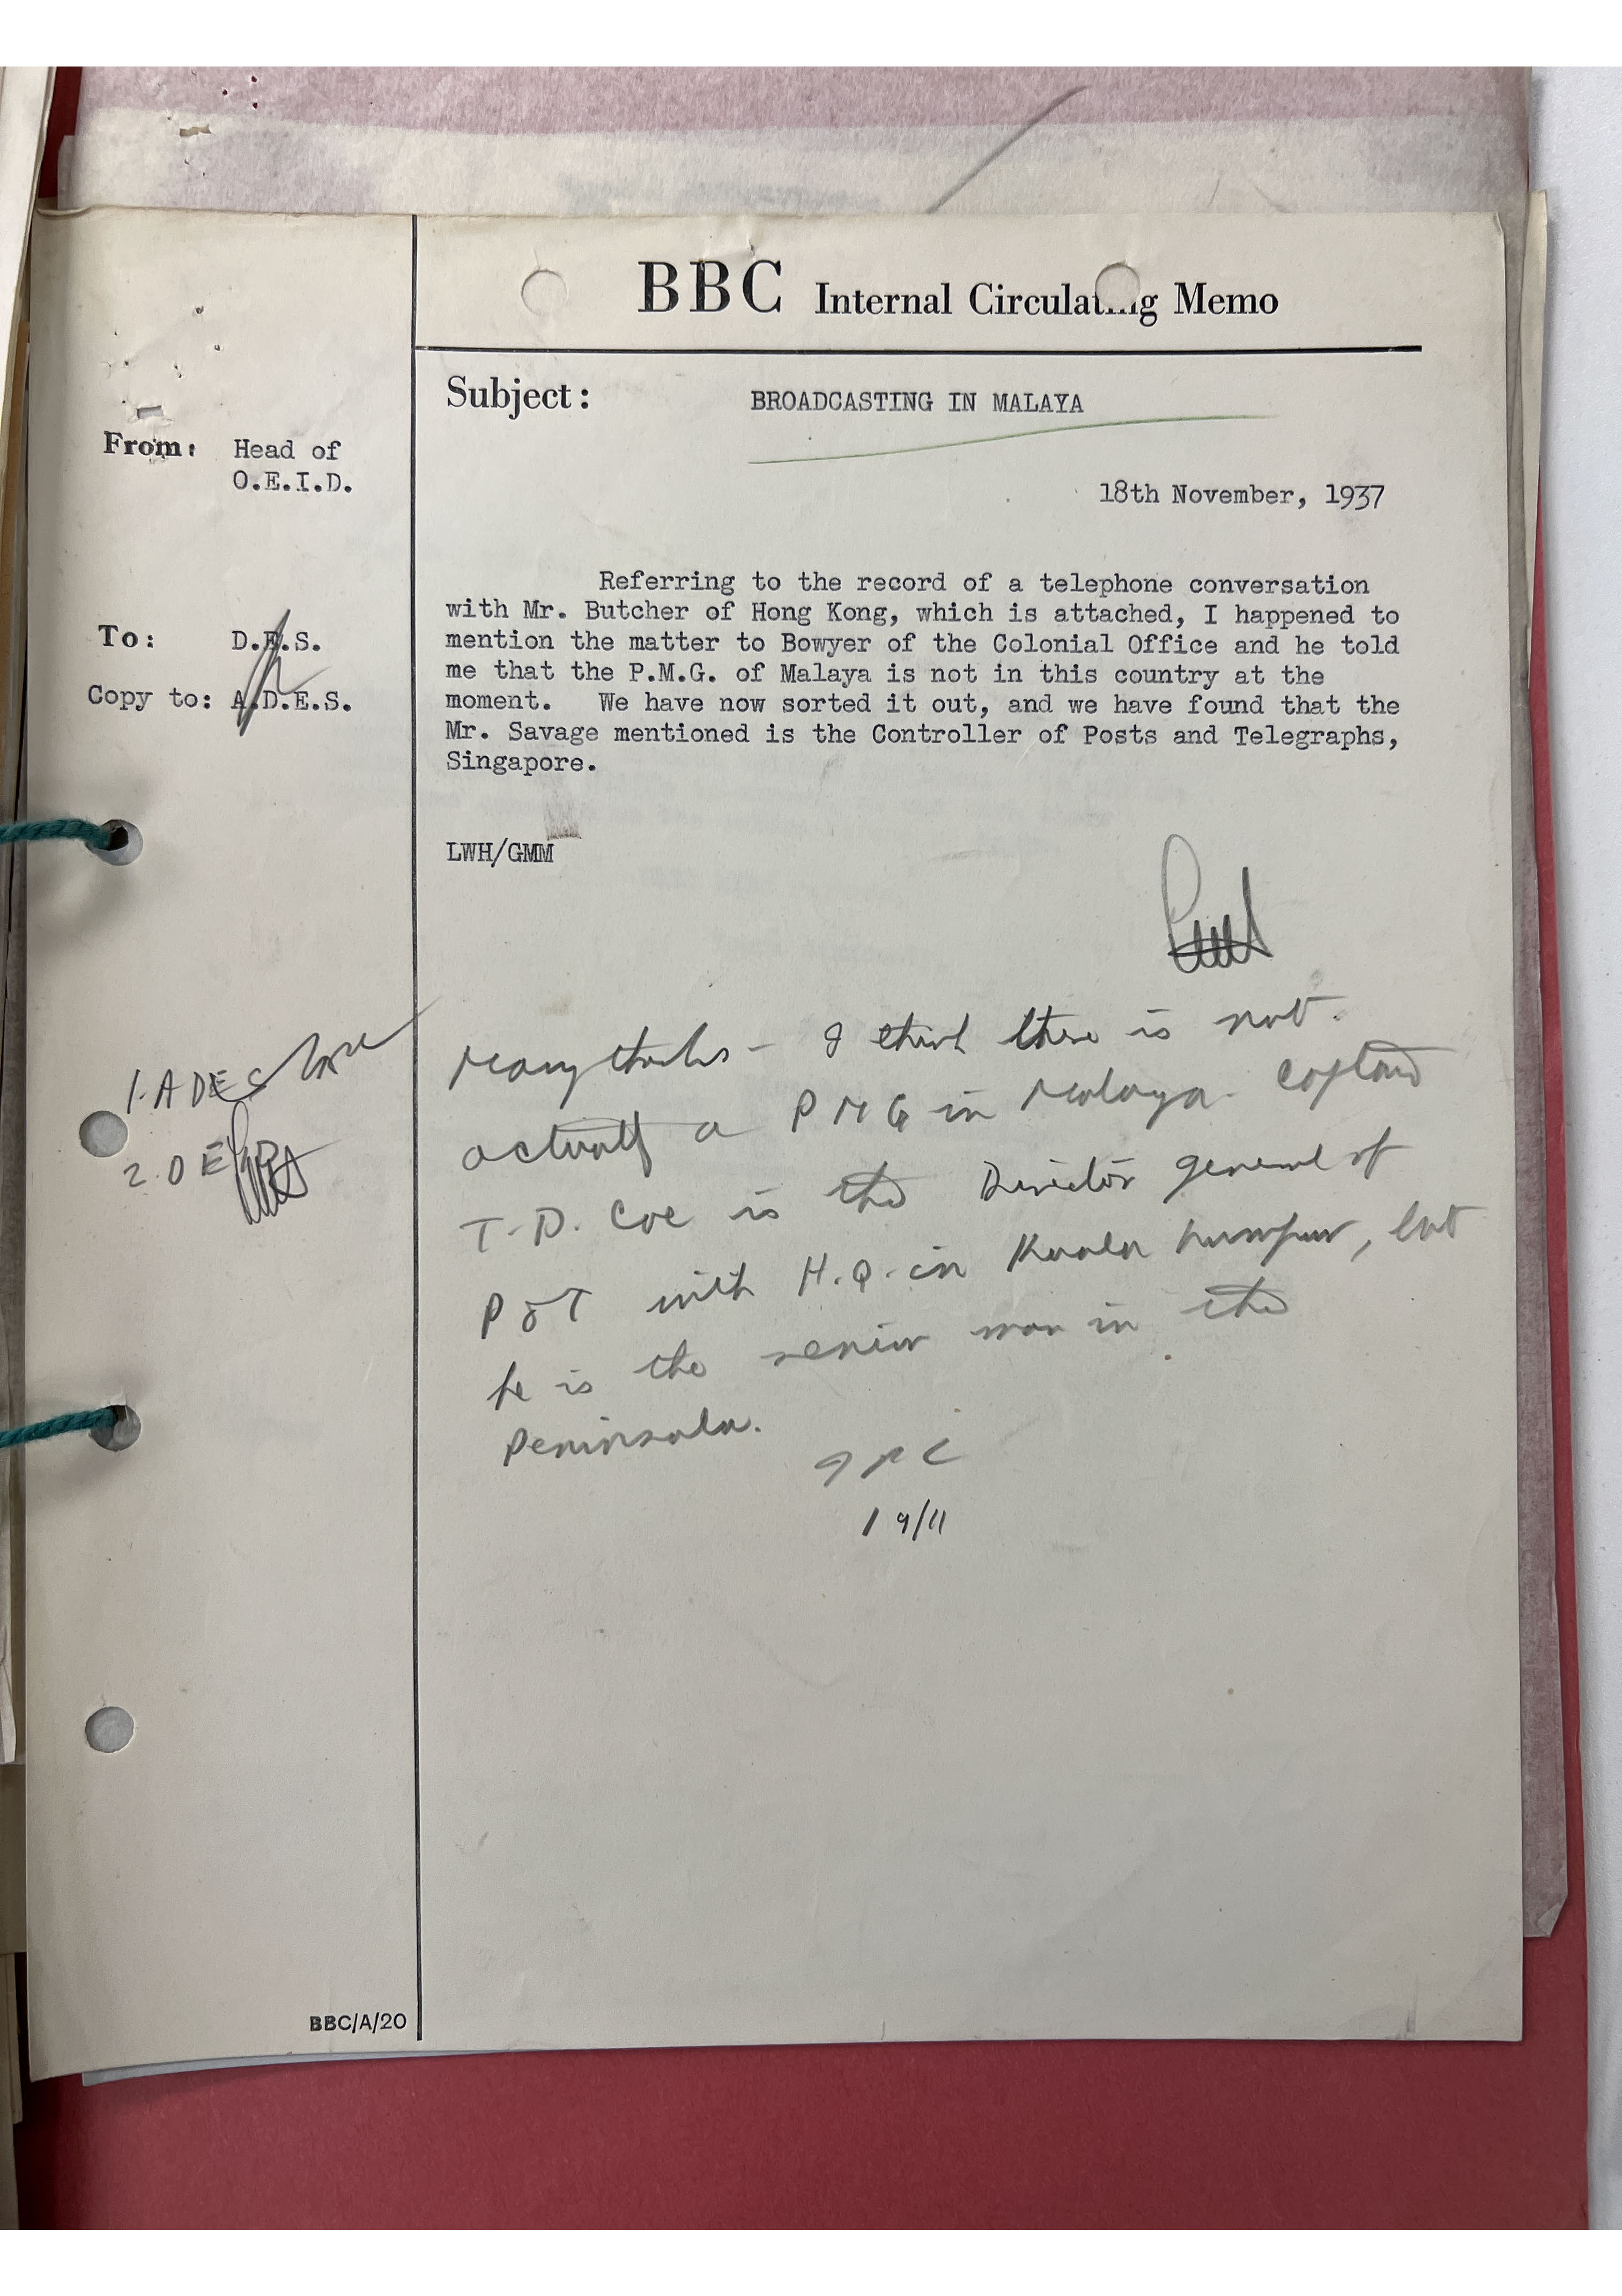 BBC Internal Circulating Memo
Subject: BROADCASTING IN MALAYA
From: Head of
O.E.I.D.
18th November, 1937
To: D.E.S.
Copy to: A.D.E.S.
Referring to the record of a telephone conversation
with Mr. Butcher of Hong Kong, which is attached, I happened to
mention the matter to Bowyer of the Colonial Office and he told
me that the P.M.G. of Malaya is not in this country at the
moment. We have now sorted it out, and we have found that the
Mr. Savage mentioned is the Controller of Posts and Telegraphs,
Singapore.
LWH/GMM
1. ADES
2. O E I D
Many thanks - I think there is not
actually a PMG in Malaya. Captain
T.D. Coe is the Director General of
P & T with H.Q. in Kuala Lumpur, but
he is the senior man in the
Peninsula.
19/11
BBC/A/20